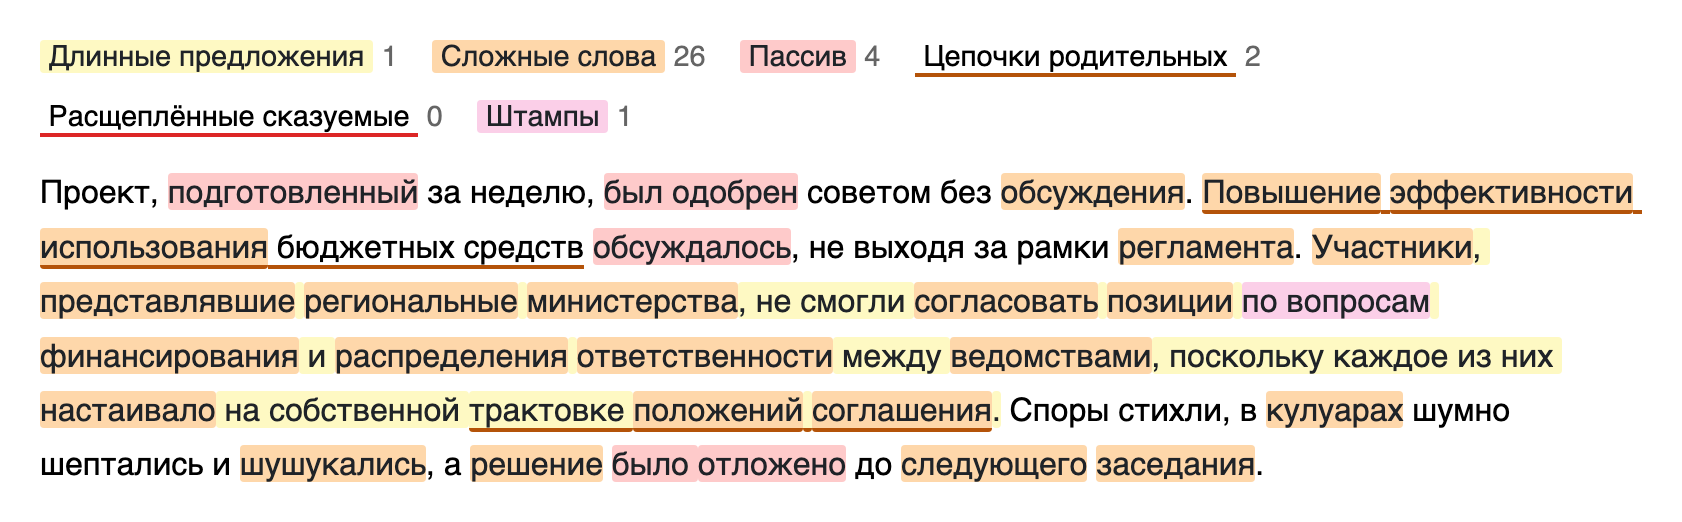 Длинные предложения 1 Сложные слова 26 Пассив 4 Цепочки родительных 2
Расщеплённые сказуемые 0 Штампы 1
Проект, подготовленный за неделю, был одобрен советом без обсуждения. Повышение эффективности
использования бюджетных средств обсуждалось, не выходя за рамки регламента. Участники,
представлявшие региональные министерства, не смогли согласовать позиции по вопросам
финансирования и распределения ответственности между ведомствами, поскольку каждое из них
настаивало на собственной трактовке положений соглашения. Споры стихли, в кулуарах шумно
шептались и шушукались, а решение было отложено до следующего заседания.